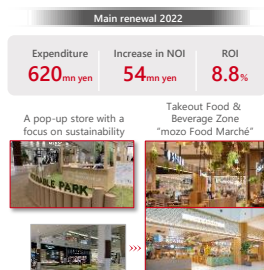 Main renewal 2022
Expenditure
Increase in NOI
ROI
620mn yen
54mn yen
8.8%
A pop-up store with a
focus on sustainability
Takeout Food &
Beverage Zone
"mozo Food Marché"
PARK
>>>